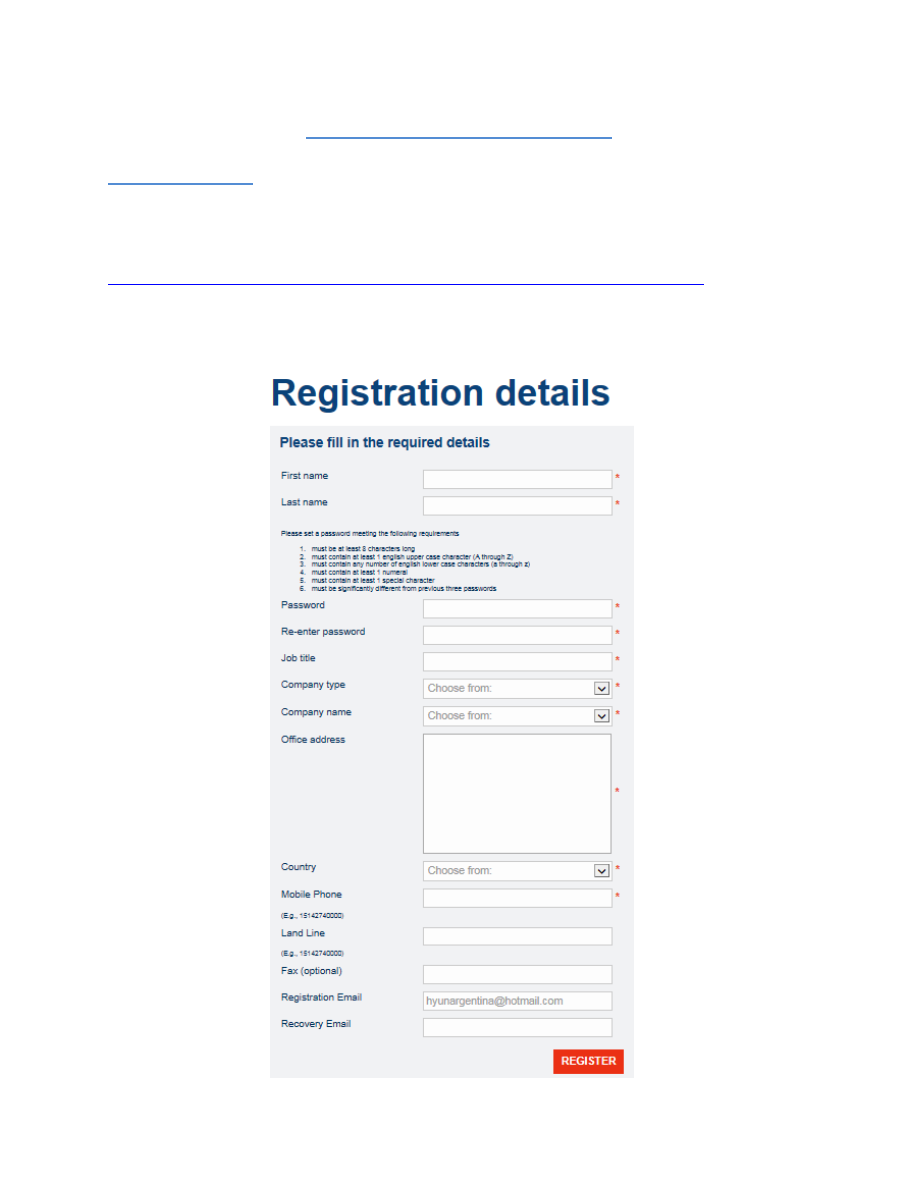 Registration details
Please fill in the required details
First name *
Last name *
Please set a password meeting the following requirements
1. must be at least 8 characters long
2. must contain at least 1 english upper case character (A through Z)
3. must contain any number of english lower case characters (a through z)
4. must contain at least 1 numeral
5. must contain at least 1 special character
6. must be significantly different from previous three passwords
Password *
Re-enter password *
Job title *
Company type Choose from: *
Company name Choose from: *
Office address *
Country Choose from: *
Mobile Phone *
(E.g., 15142740000)
Land Line
(E.g., 15142740000)
Fax (optional)
Registration Email hyunargentina@hotmail.com
Recovery Email
REGISTER